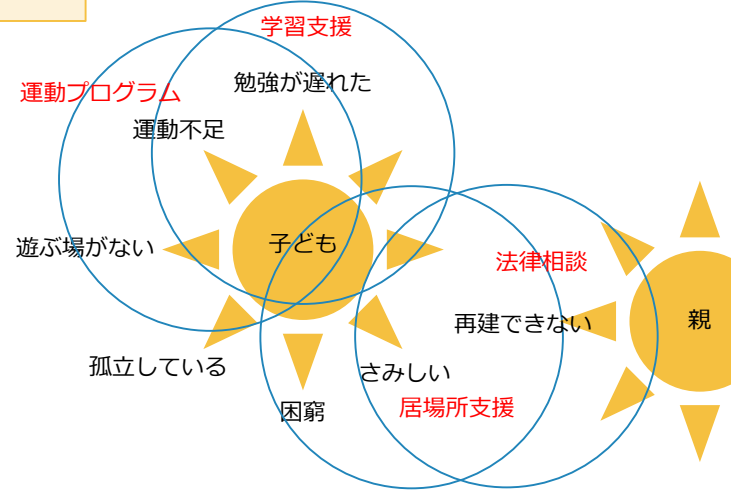 学習支援
勉強が遅れた
運動プログラム
運動不足
遊ぶ場がない
子ども
法律相談
再建できない
親
孤立している
さみしい
困窮
居場所支援